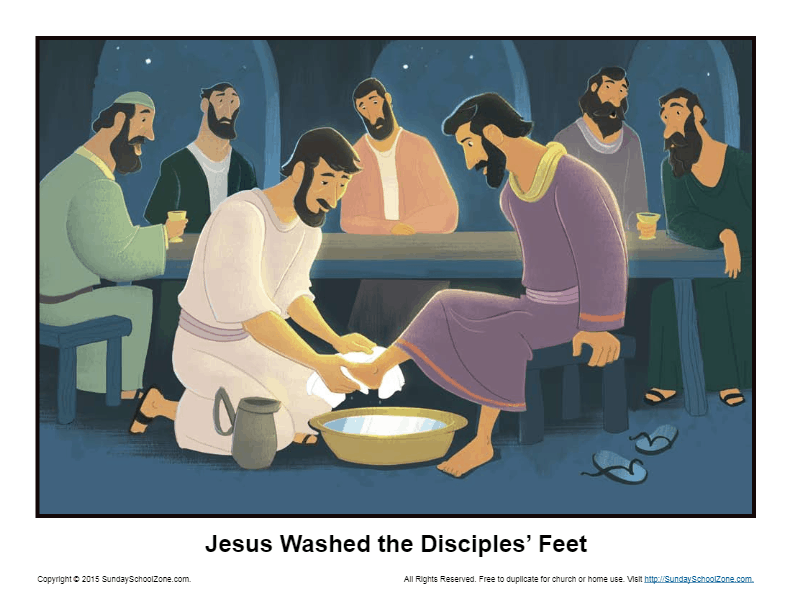 Jesus Washed the Disciples’ Feet
Copyright © 2015 SundaySchoolZone.com.
All Rights Reserved. Free to duplicate for church or home use. Visit http://SundaySchoolZone.com.